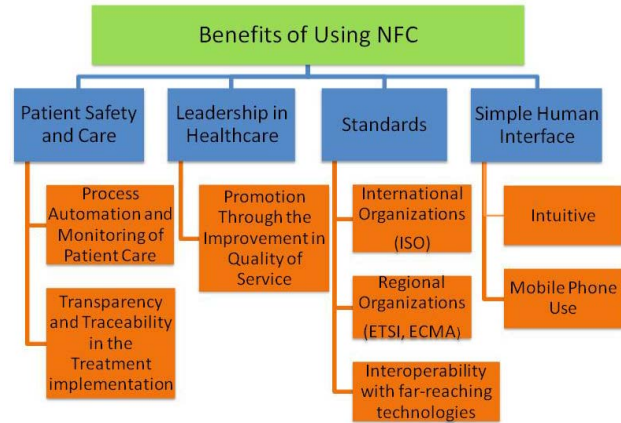 Benefits of Using NFC
Patient Safety
and Care
Leadership in
Healthcare
Standards
Simple Human
Interface
Process
Automation and
Monitoring of
Patient Care
Transparency
and Traceability
in the
Treatment
implementation
Promotion
Through the
Improvement in
Quality of
Service
International
Organizations
(ISO)
Regional
Organizations
(ETSI, ECMA)
Interoperability
with far-reaching
technologies
Intuitive
Mobile Phone
Use